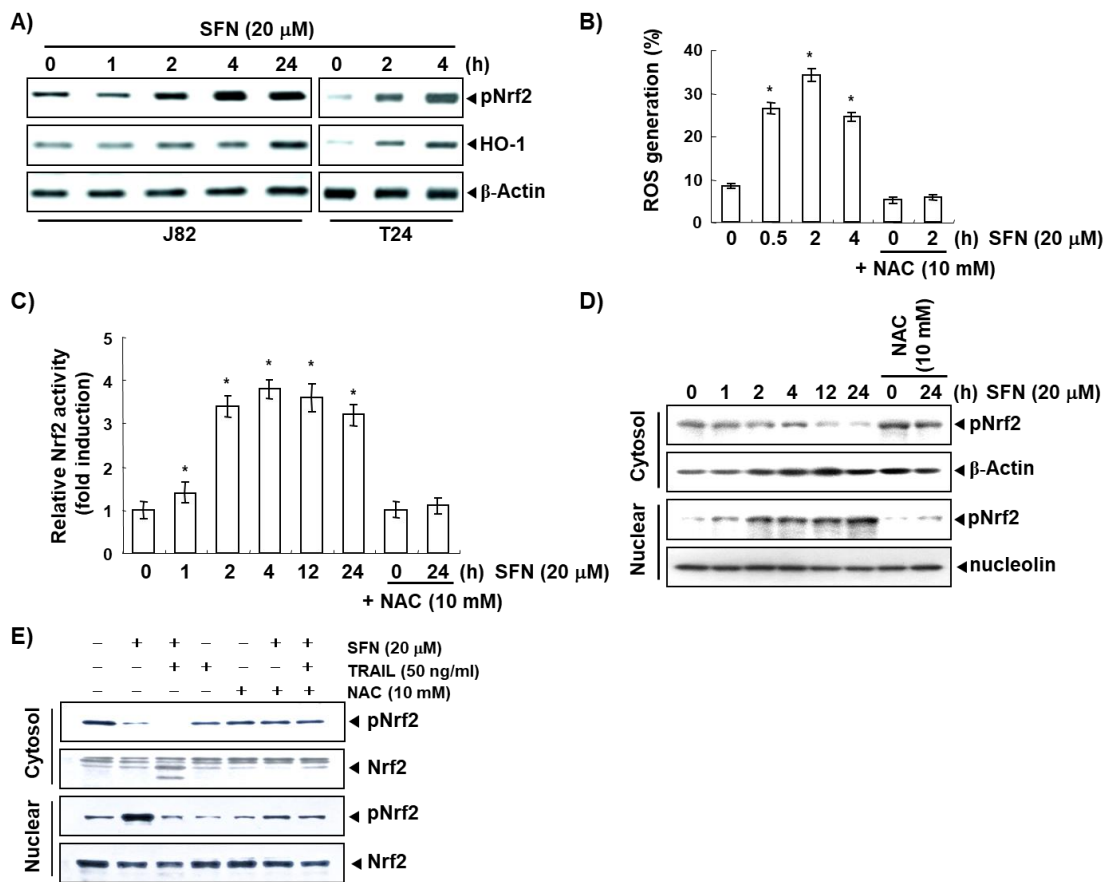 A)
SFN (20 μM)
0 1 2 4 24 (h) 0 2 4 (h)
pNrf2
HO-1
β-Actin
J82 T24
B)
ROS generation (%)
40
30
20
10
0
* * *
0 0.5 2 4 0 2 (h) SFN (20 μM)
+ NAC (10 mM)
C)
Relative Nrf2 activity
(fold induction)
5
4
3
2
1
0
* * * * *
0 1 2 4 12 24 0 24 (h) SFN (20 μM)
+ NAC (10 mM)
D)
NAC
(10 mM)
0 1 2 4 12 24 0 24 (h) SFN (20 μM)
Cytosol
pNrf2
β-Actin
Nuclear
pNrf2
nucleolin
E)
– + + – – + + SFN (20 μM)
– – + + – – + TRAIL (50 ng/ml)
– – – – + + + NAC (10 mM)
Cytosol
pNrf2
Nrf2
Nuclear
pNrf2
Nrf2